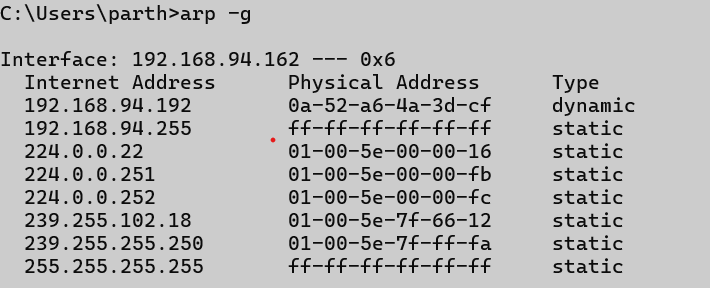 C:\Users\parth>arp -g
Interface: 192.168.94.162 --- 0x6
Internet Address Physical Address Type
192.168.94.192 0a-52-a6-4a-3d-cf dynamic
192.168.94.255 ff-ff-ff-ff-ff-ff static
224.0.0.22 01-00-5e-00-00-16 static
224.0.0.251 01-00-5e-00-00-fb static
224.0.0.252 01-00-5e-00-00-fc static
239.255.102.18 01-00-5e-7f-66-12 static
239.255.255.250 01-00-5e-7f-ff-fa static
255.255.255.255 ff-ff-ff-ff-ff-ff static